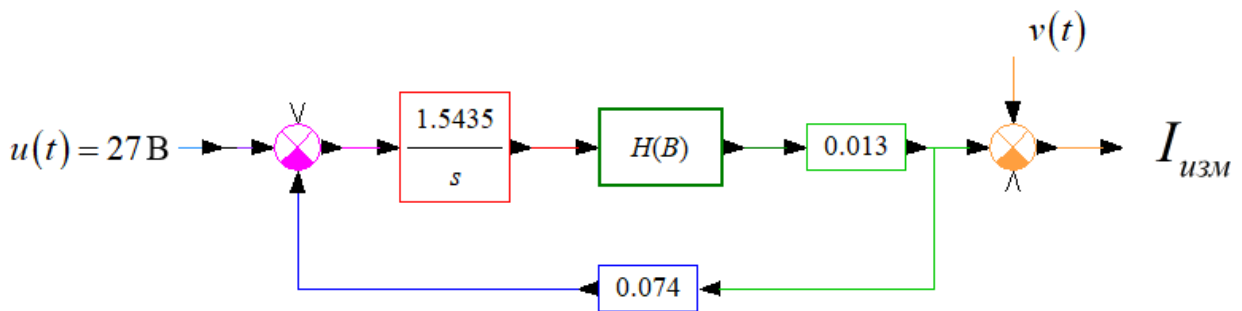 v(t)
u(t) = 27 В
1.5435
s
H(B)
0.013
I_изм
0.074